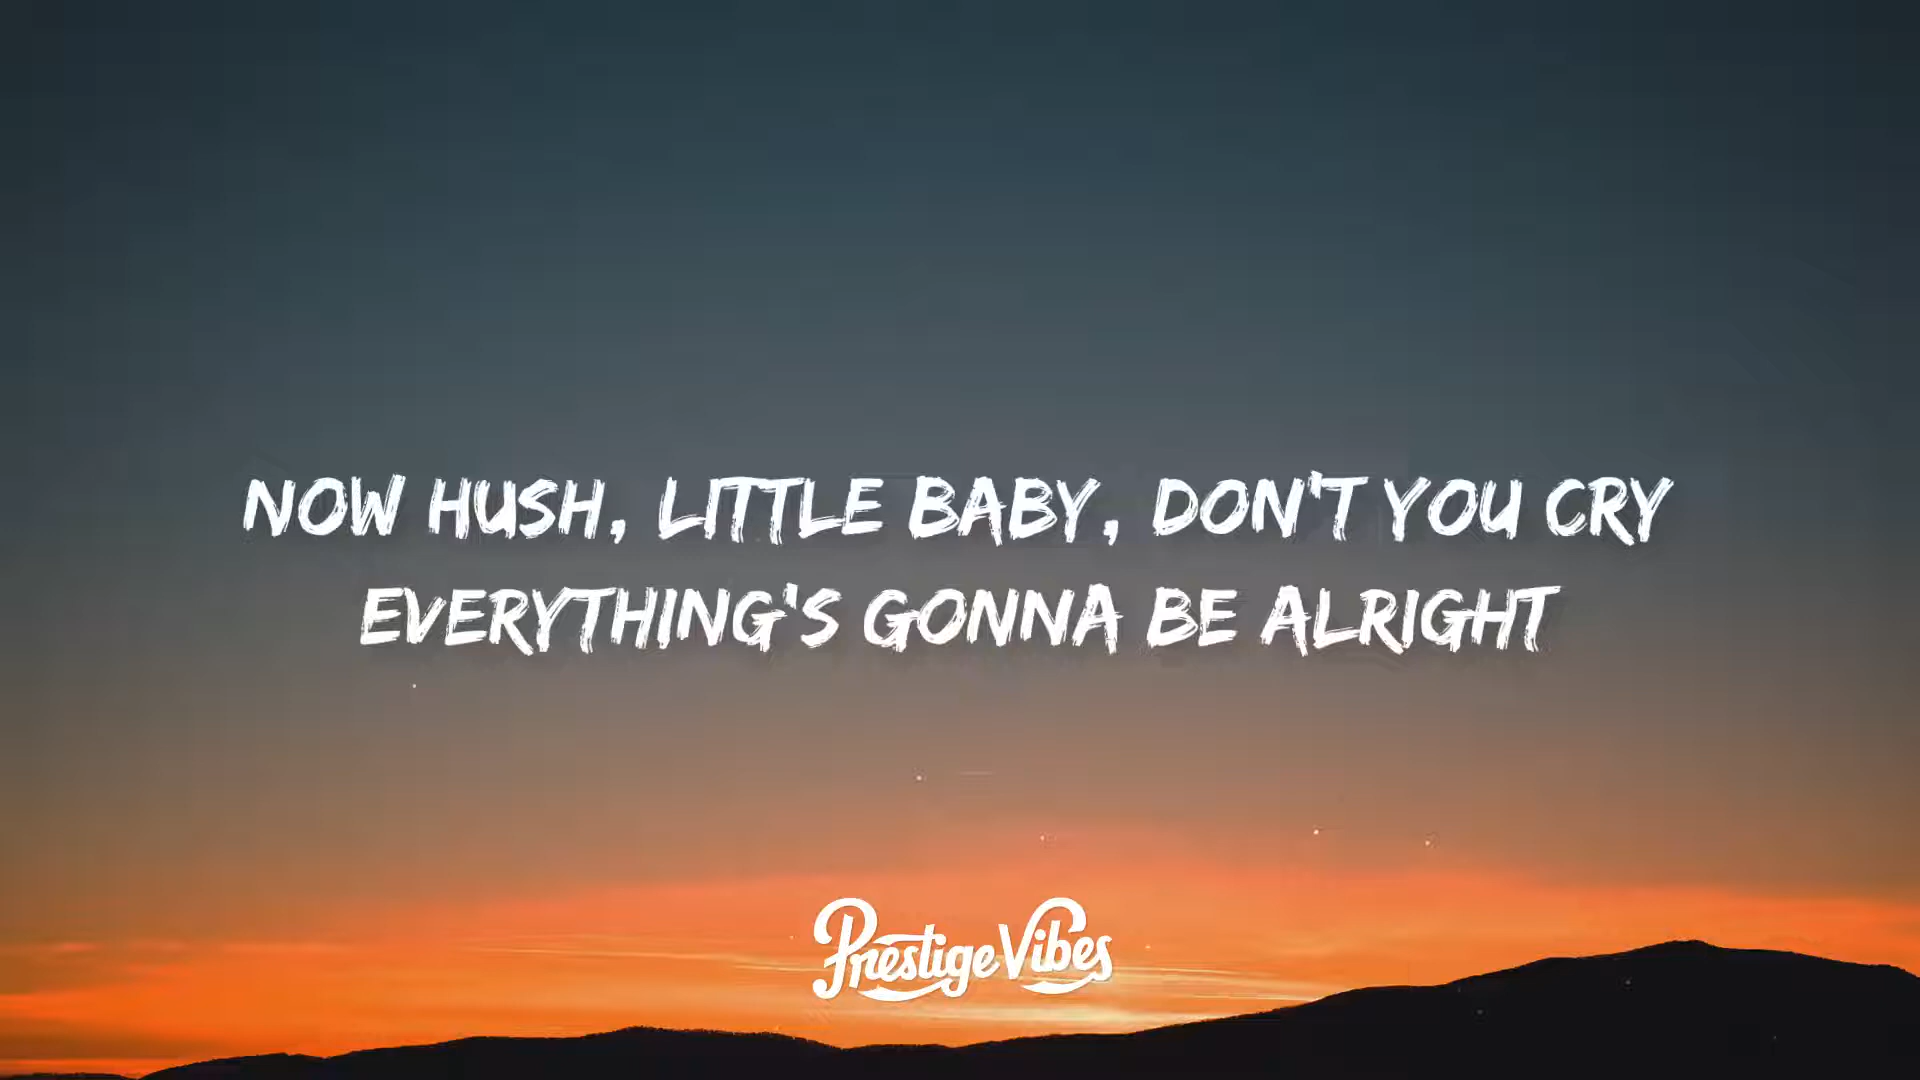 NOW HUSH, LITTLE BABY, DON'T YOU CRY
EVERYTHING'S GONNA BE ALRIGHT
Prestige Vibes